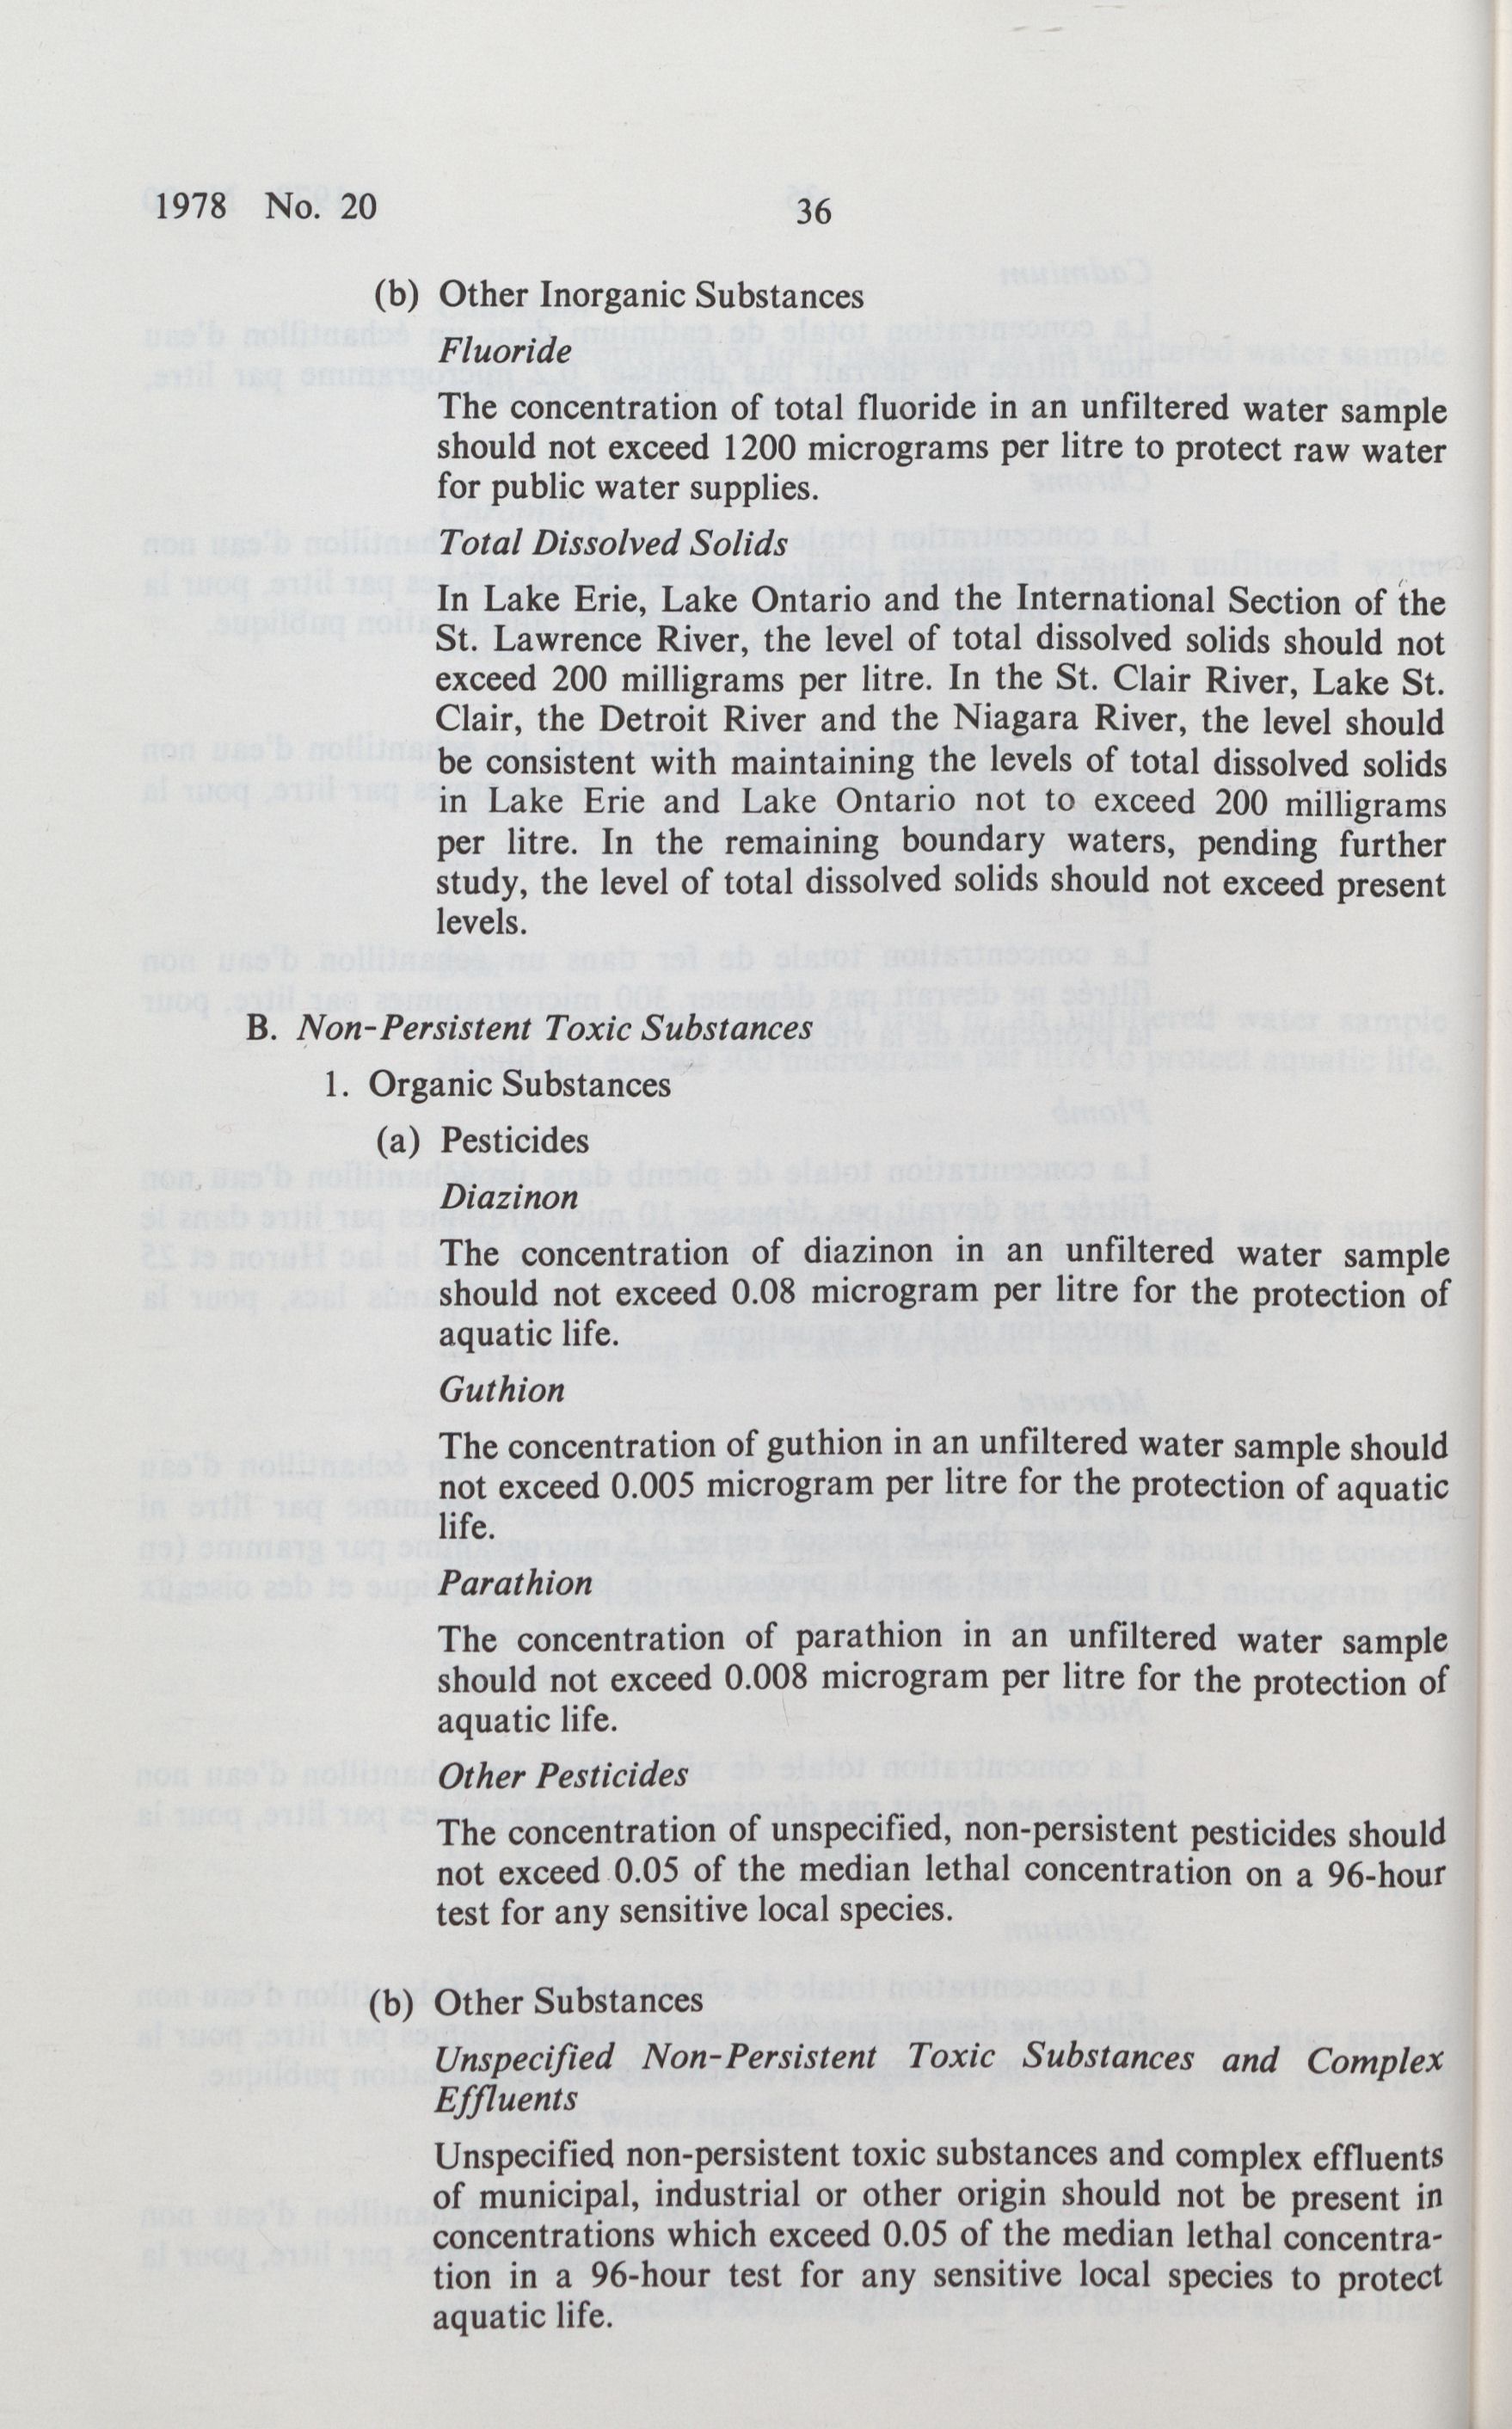 1978 No. 20
36
(b) Other Inorganic Substances
Fluoride
The concentration of total fluoride in an unfiltered water sample
should not exceed 1200 micrograms per litre to protect raw water
for public water supplies.
Total Dissolved Solids
In Lake Erie, Lake Ontario and the International Section of the
St. Lawrence River, the level of total dissolved solids should not
exceed 200 milligrams per litre. In the St. Clair River, Lake St.
Clair, the Detroit River and the Niagara River, the level should
be consistent with maintaining the levels of total dissolved solids
in Lake Erie and Lake Ontario not to exceed 200 milligrams
per litre. In the remaining boundary waters, pending further
study, the level of total dissolved solids should not exceed present
levels.
B. Non-Persistent Toxic Substances
1. Organic Substances
(a) Pesticides
Diazinon
The concentration of diazinon in an unfiltered water sample
should not exceed 0.08 microgram per litre for the protection of
aquatic life.
Guthion
The concentration of guthion in an unfiltered water sample should
not exceed 0.005 microgram per litre for the protection of aquatic
life.
Parathion
The concentration of parathion in an unfiltered water sample
should not exceed 0.008 microgram per litre for the protection of
aquatic life.
Other Pesticides
The concentration of unspecified, non-persistent pesticides should
not exceed 0.05 of the median lethal concentration on a 96-hour
test for any sensitive local species.
(b) Other Substances
Unspecified Non-Persistent Toxic Substances and Complex
Effluents
Unspecified non-persistent toxic substances and complex effluents
of municipal, industrial or other origin should not be present in
concentrations which exceed 0.05 of the median lethal concentra-
tion in a 96-hour test for any sensitive local species to protect
aquatic life.